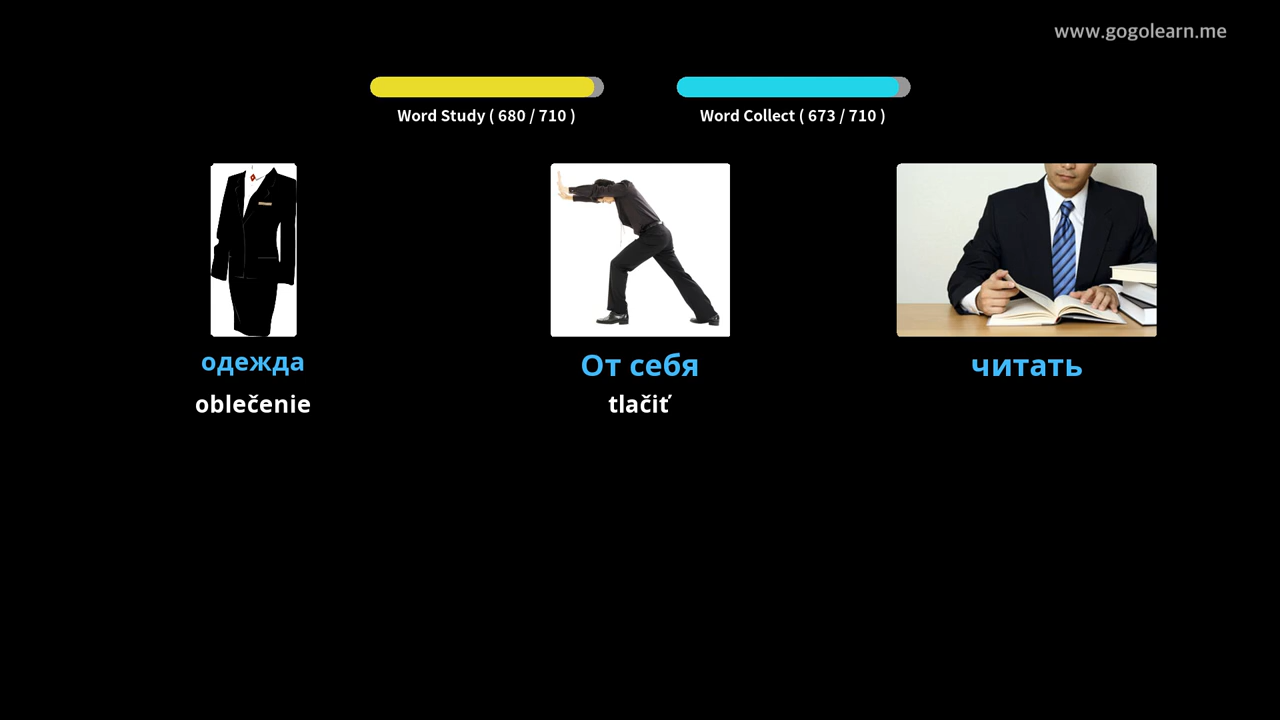 www.gogolearn.me
Word Study ( 680 / 710 )
Word Collect ( 673 / 710 )
одежда
От себя
читать
oblečenie
tlačiť